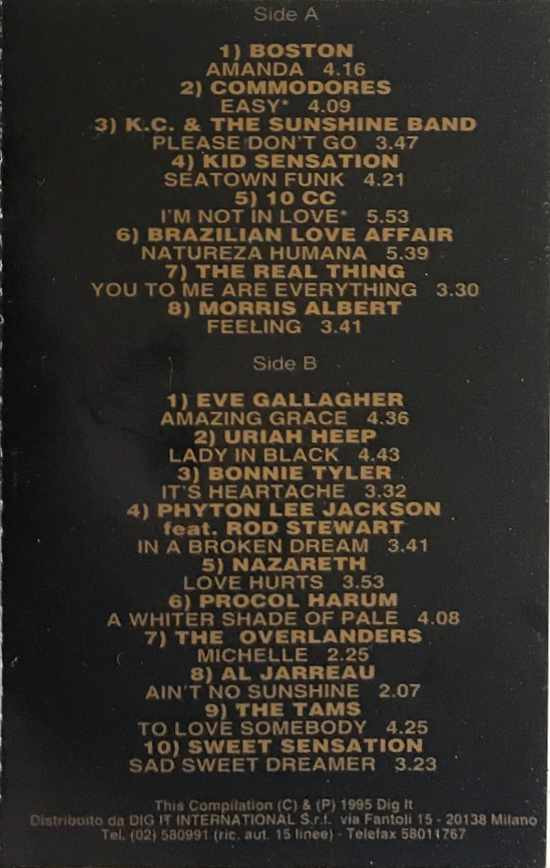 Side A
1) BOSTON
AMANDA 4.16
2) COMMODORES
EASY* 4.09
3) K.C. & THE SUNSHINE BAND
PLEASE DON'T GO 3.47
4) KID SENSATION
SEATOWN FUNK 4.21
5) 10 CC
I'M NOT IN LOVE* 5.53
6) BRAZILIAN LOVE AFFAIR
NATUREZA HUMANA 5.39
7) THE REAL THING
YOU TO ME ARE EVERYTHING 3.30
8) MORRIS ALBERT
FEELING 3.41
Side B
1) EVE GALLAGHER
AMAZING GRACE 4.36
2) URIAH HEEP
LADY IN BLACK 4.43
3) BONNIE TYLER
IT'S HEARTACHE 3.32
4) PHYTON LEE JACKSON
feat. ROD STEWART
IN A BROKEN DREAM 3.41
5) NAZARETH
LOVE HURTS 3.53
6) PROCOL HARUM
A WHITER SHADE OF PALE 4.08
7) THE OVERLANDERS
MICHELLE 2.25
8) AL JARREAU
AIN'T NO SUNSHINE 2.07
9) THE TAMS
TO LOVE SOMEBODY 4.25
10) SWEET SENSATION
SAD SWEET DREAMER 3.23
This Compilation (C) & (P) 1995 Dig It
Distribuito da DIG IT INTERNATIONAL S.r.l. via Fantoli 15 - 20138 Milano
Tel. (02) 580991 (ric. aut. 15 linee) - Telefax 58011767